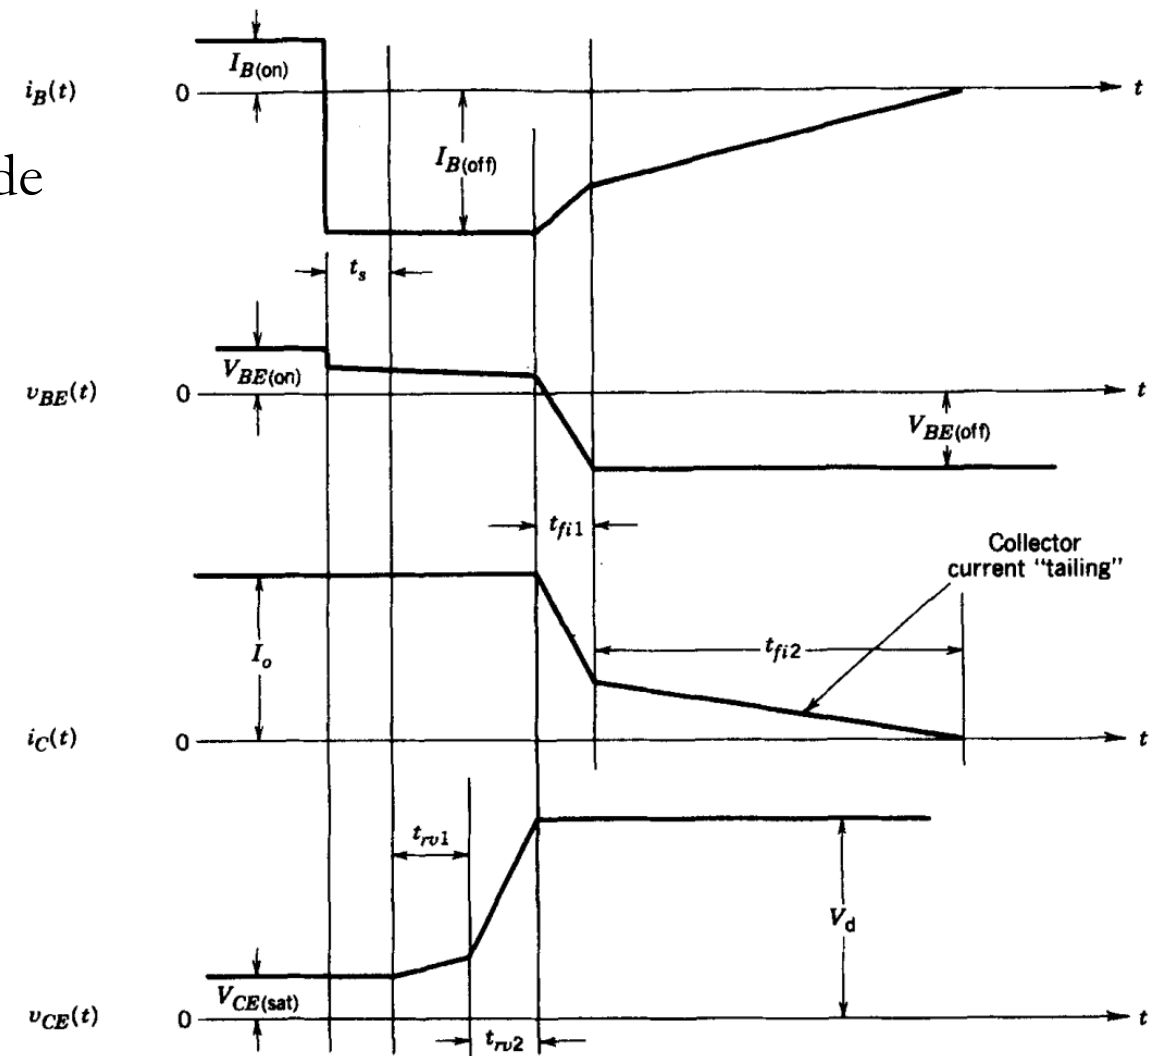 I_B(on)
i_B(t)
0
t
I_B(off)
de
t_s
V_BE(on)
v_BE(t)
0
t
V_BE(off)
t_fi1
Collector
current "tailing"
I_o
t_fi2
i_C(t)
0
t
t_rv1
V_d
V_CE(sat)
v_CE(t)
0
t
t_rv2